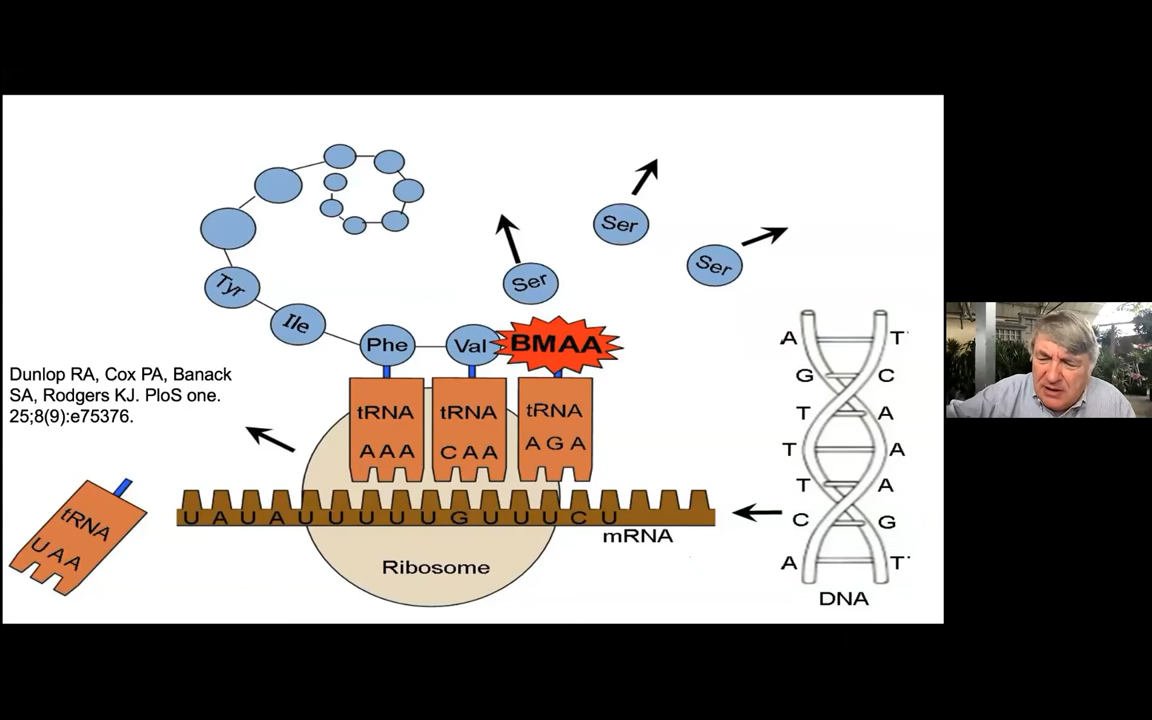 Ser
Ser
Ser
Tyr
Ile
Phe
Val
BMAA
Dunlop RA, Cox PA, Banack
SA, Rodgers KJ. PloS one.
25;8(9):e75376.
tRNA
AAA
tRNA
CAA
tRNA
AGA
tRNA
UAA
UAUAUUUUUGUUUCU
mRNA
Ribosome
A T
G C
T A
T A
T A
C G
A T
DNA